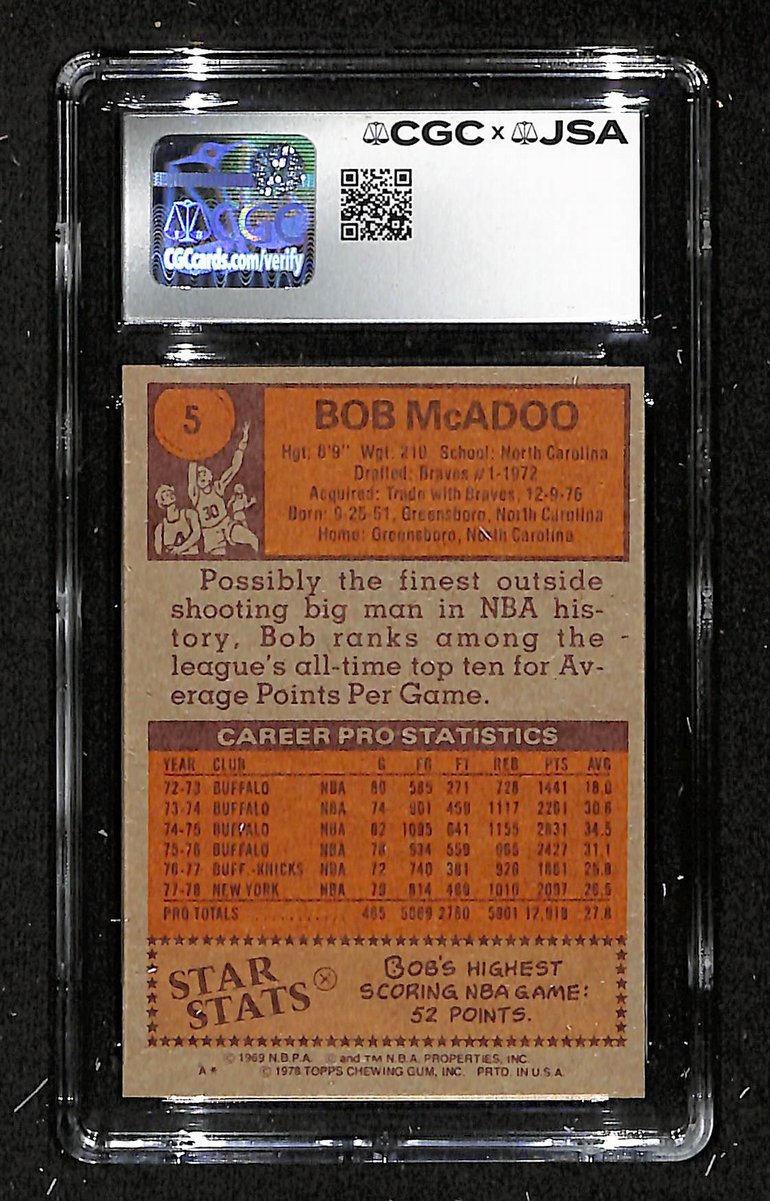 CGC x JSA
CGC
CGCcards.com/verify
5
BOB McADOO
Hgt: 6'9" Wgt: 210 School: North Carolina
Drafted: Braves #1-1972
Acquired: Trade with Braves, 12-9-76
Born: 9-25-51, Greensboro, North Carolina
Home: Greensboro, North Carolina
30
Possibly the finest outside
shooting big man in NBA his-
tory, Bob ranks among the
league's all-time top ten for Av-
erage Points Per Game.
CAREER PRO STATISTICS
YEAR CLUB G FG FT REB PTS AVG
72-73 BUFFALO NBA 80 585 271 728 1441 18.0
73-74 BUFFALO NBA 74 901 459 1117 2261 30.6
74-75 BUFFALO NBA 82 1095 641 1155 2831 34.5
75-76 BUFFALO NBA 78 934 559 965 2427 31.1
76-77 BUFF.-KNICKS NBA 72 740 381 926 1861 25.8
77-78 NEW YORK NBA 79 814 469 1010 2097 26.5
PRO TOTALS ............ 465 5069 2780 5901 12,918 27.8
STAR
STATS
BOB'S HIGHEST
SCORING NBA GAME:
52 POINTS.
© 1969 N.B.P.A. © and TM N.B.A. PROPERTIES, INC.
A* © 1978 TOPPS CHEWING GUM, INC. PRTD. IN U.S.A.